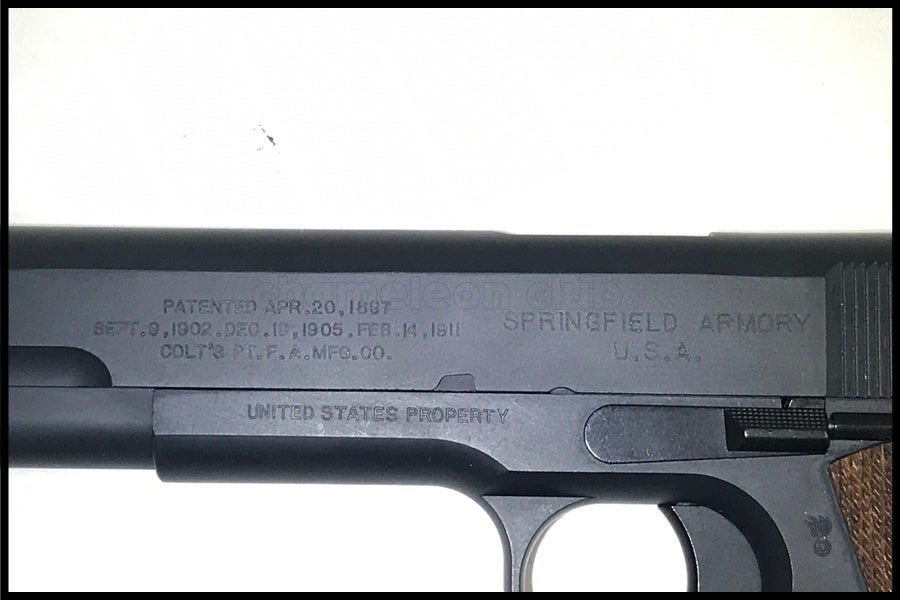 chameleon club
PATENTED APR.20,1897
SEPT.9,1902.DEC.19,1905.FEB.14,1911
COLT'S PT.F.A.MFG.CO.
SPRINGFIELD ARMORY
U.S.A.
UNITED STATES PROPERTY